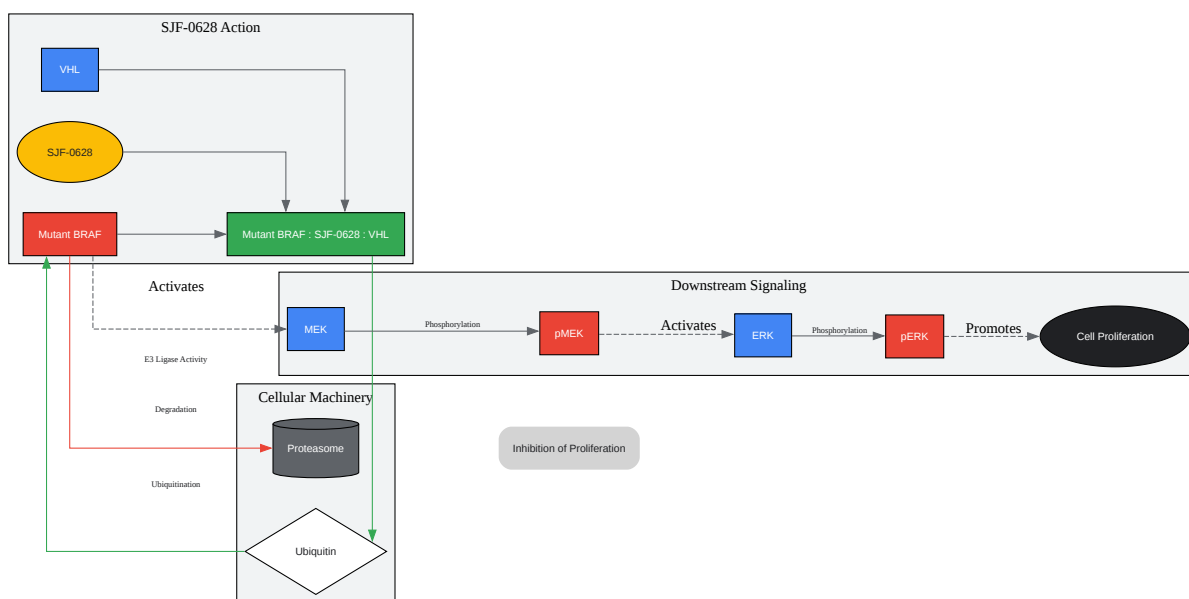 SJF-0628 Action
VHL
SJF-0628
Mutant BRAF
Mutant BRAF : SJF-0628 : VHL
Activates
Downstream Signaling
MEK
Phosphorylation
pMEK
Activates
ERK
Phosphorylation
pERK
Promotes
Cell Proliferation
E3 Ligase Activity
Cellular Machinery
Degradation
Proteasome
Inhibition of Proliferation
Ubiquitination
Ubiquitin